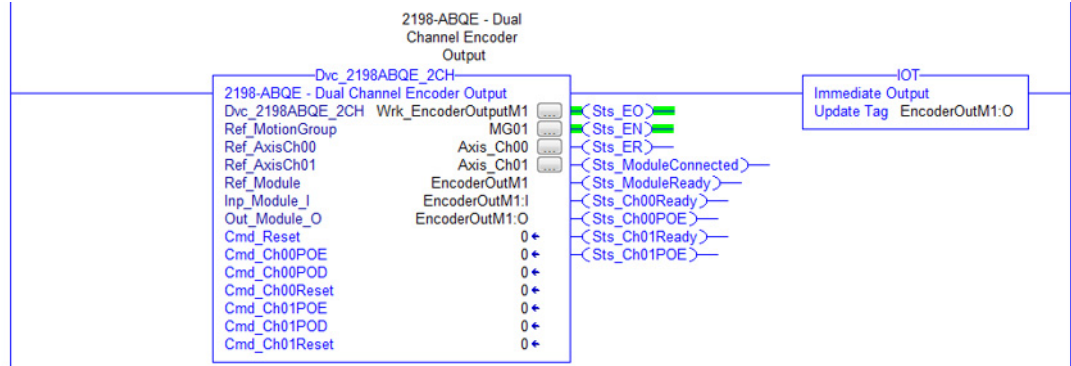 2198-ABQE - Dual
Channel Encoder
Output
Dvc_2198ABQE_2CH
IOT
2198-ABQE - Dual Channel Encoder Output
Immediate Output
Dvc_2198ABQE_2CH Wrk_EncoderOutputM1 ... Sts_EO
Update Tag EncoderOutM1:O
Ref_MotionGroup MG01 ... Sts_EN
Ref_AxisCh00 Axis_Ch00 ... Sts_ER
Ref_AxisCh01 Axis_Ch01 ... Sts_ModuleConnected
Ref_Module EncoderOutM1 Sts_ModuleReady
Inp_Module_I EncoderOutM1:I Sts_Ch00Ready
Out_Module_O EncoderOutM1:O Sts_Ch00POE
Cmd_Reset 0 Sts_Ch01Ready
Cmd_Ch00POE 0 Sts_Ch01POE
Cmd_Ch00POD 0
Cmd_Ch00Reset 0
Cmd_Ch01POE 0
Cmd_Ch01POD 0
Cmd_Ch01Reset 0